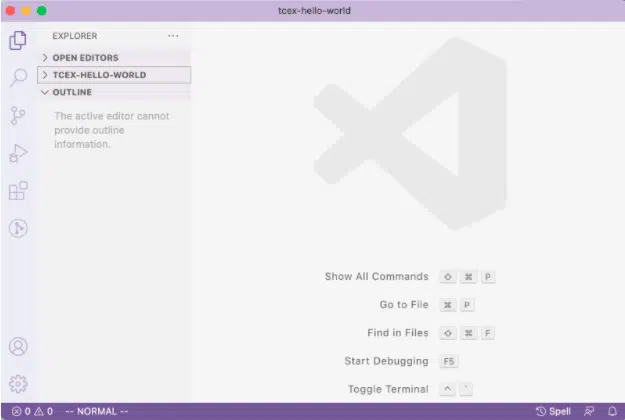 tcex-hello-world
EXPLORER ···
> OPEN EDITORS
> TCEX-HELLO-WORLD
OUTLINE
The active editor cannot
provide outline
information.
Show All Commands ⇧ ⌘ P
Go to File ⌘ P
Find in Files ⇧ ⌘ F
Start Debugging F5
Toggle Terminal ^ `
0 0 -- NORMAL -- Spell